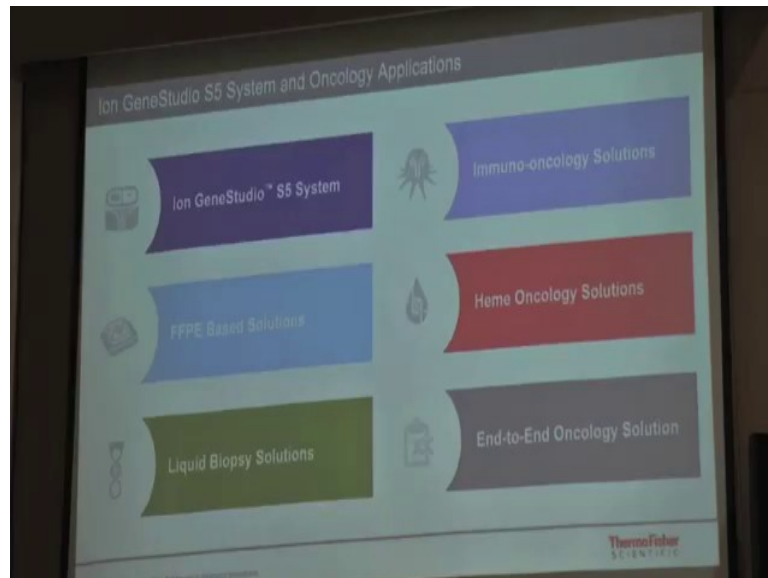 Ion GeneStudio S5 System and Oncology Applications
Ion GeneStudio™ S5 System
Immuno-oncology Solutions
FFPE Based Solutions
Heme Oncology Solutions
Liquid Biopsy Solutions
End-to-End Oncology Solution
ThermoFisher
SCIENTIFIC